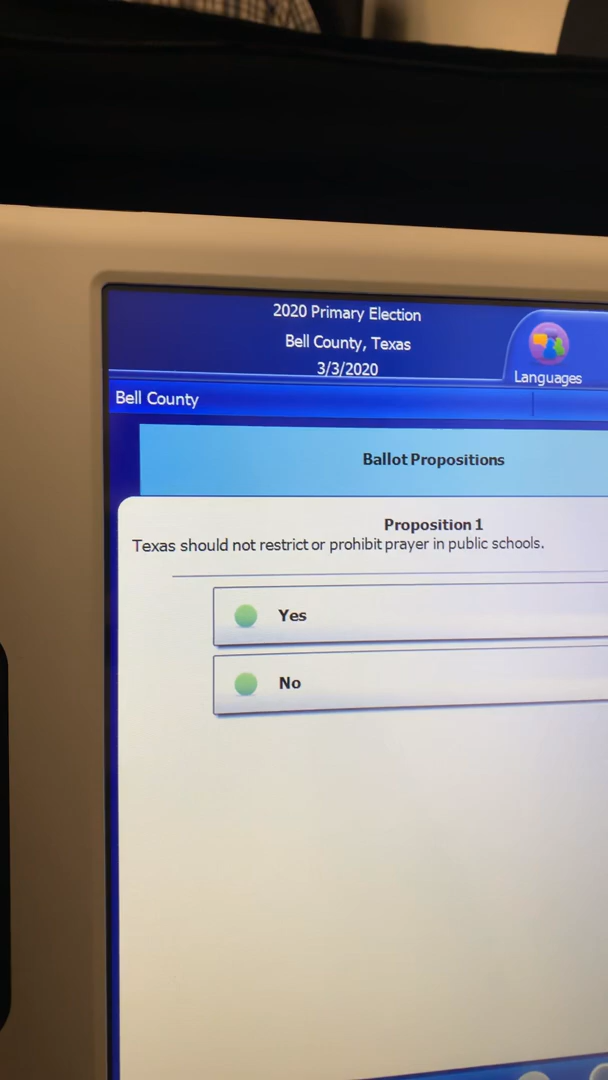 2020 Primary Election
Bell County, Texas
3/3/2020
Languages
Bell County
Ballot Propositions
Proposition 1
Texas should not restrict or prohibit prayer in public schools.
Yes
No